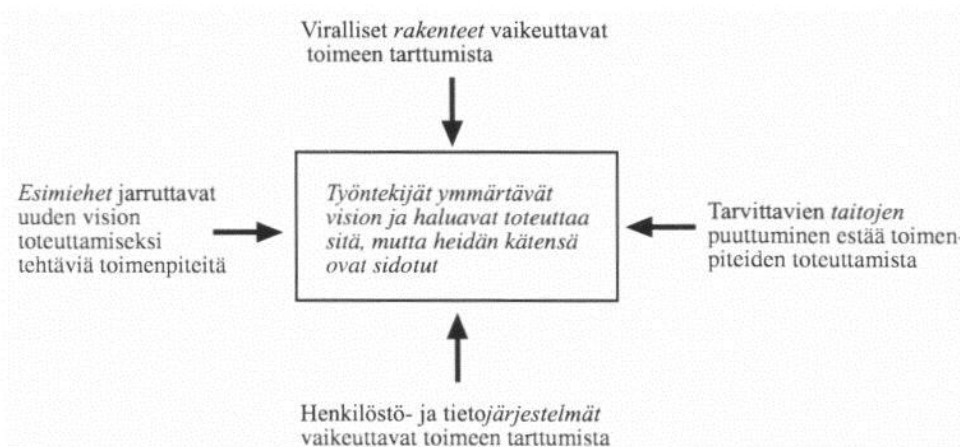 Viralliset rakenteet vaikeuttavat
toimeen tarttumista
Esimiehet jarruttavat
uuden vision
toteuttamiseksi
tehtäviä toimenpiteitä
Työntekijät ymmärtävät
vision ja haluavat toteuttaa
sitä, mutta heidän kätensä
ovat sidotut
Tarvittavien taitojen
puuttuminen estää toimen-
piteiden toteuttamista
Henkilöstö- ja tietojärjestelmät
vaikeuttavat toimeen tarttumista